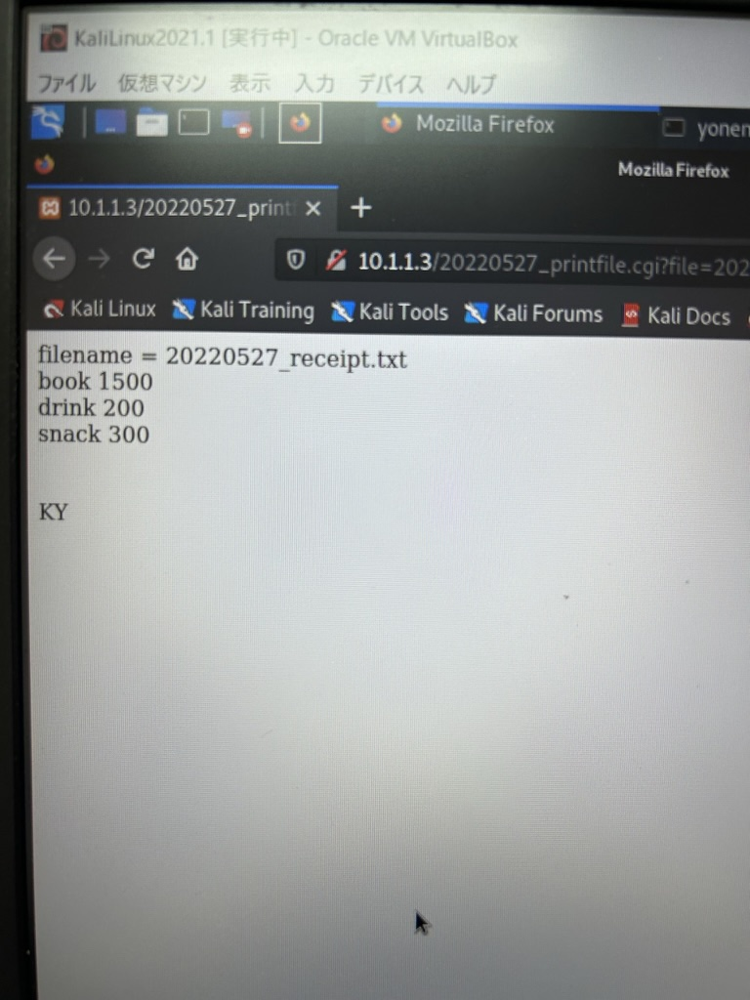 KaliLinux2021.1 [実行中] - Oracle VM VirtualBox
ファイル 仮想マシン 表示 入力 デバイス ヘルプ
Mozilla Firefox
Mozilla Firefox
10.1.1.3/20220527_print
10.1.1.3/20220527_printfile.cgi?file=202
Kali Linux Kali Training Kali Tools Kali Forums Kali Docs
filename = 20220527_receipt.txt
book 1500
drink 200
snack 300
KY